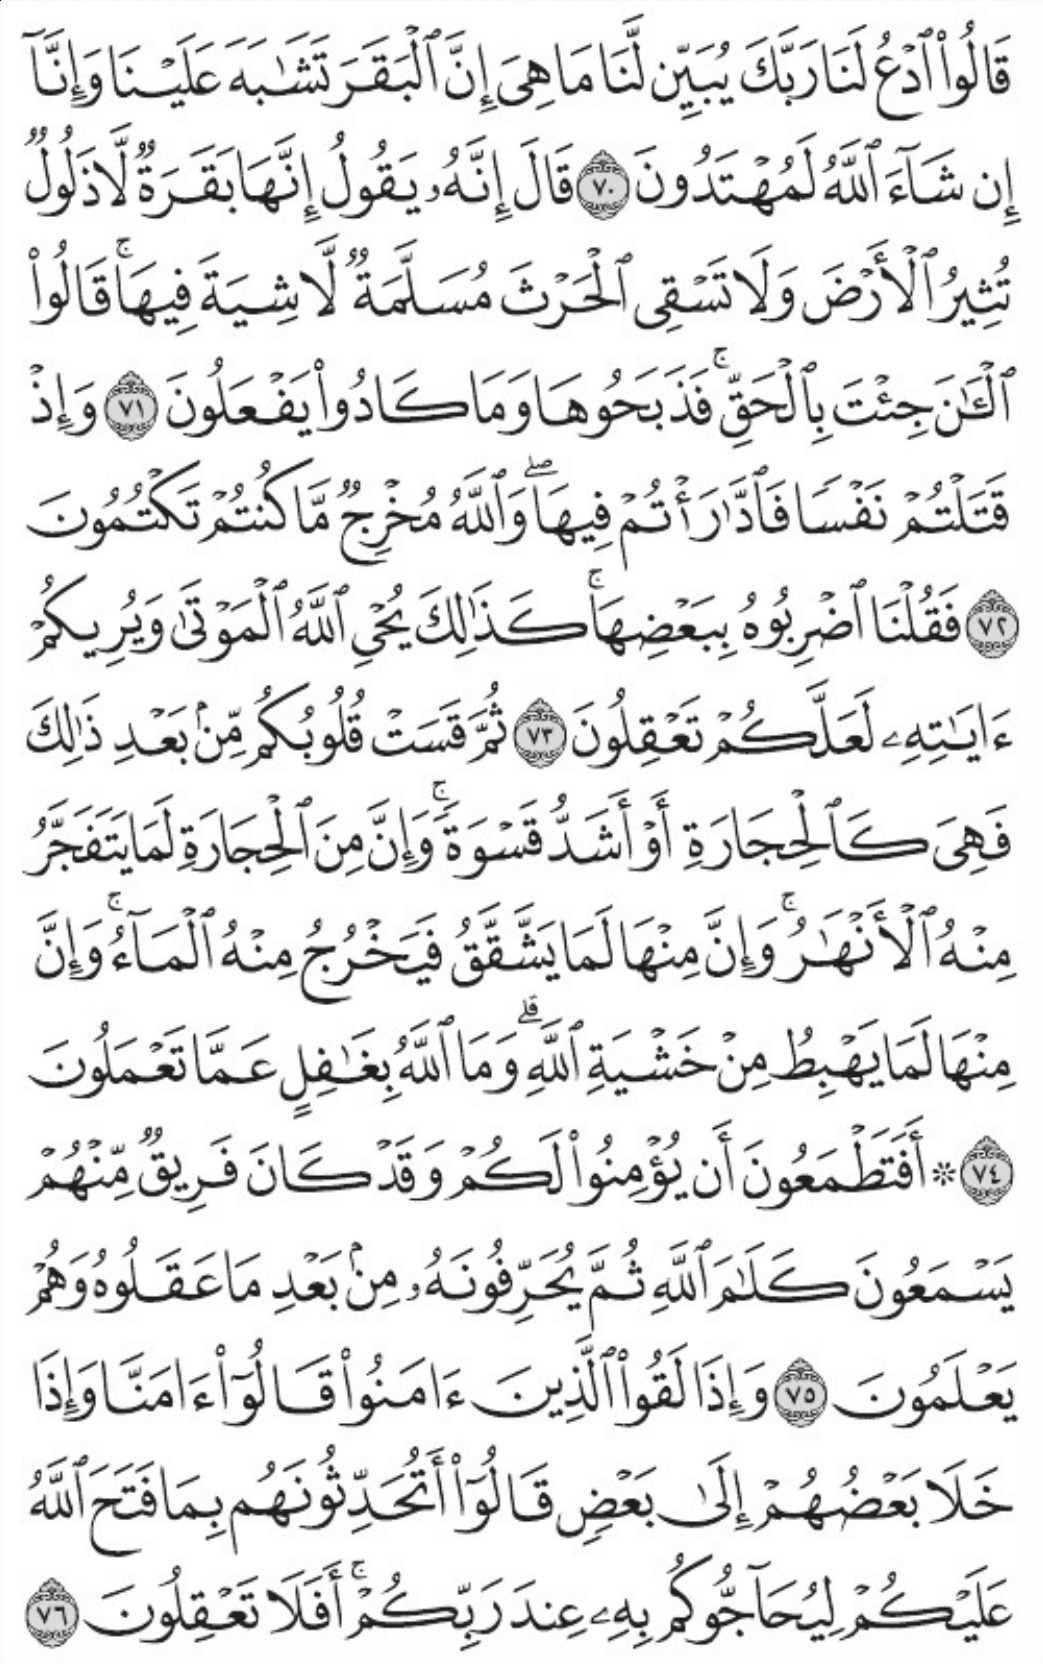 قَالُوا۟ ٱدْعُ لَنَا رَبَّكَ يُبَيِّن لَّنَا مَا هِىَ إِنَّ ٱلْبَقَرَ تَشَـٰبَهَ عَلَيْنَا وَإِنَّآ
إِن شَآءَ ٱللَّهُ لَمُهْتَدُونَ ٧٠ قَالَ إِنَّهُۥ يَقُولُ إِنَّهَا بَقَرَةٌ لَّا ذَلُولٌ
تُثِيرُ ٱلْأَرْضَ وَلَا تَسْقِى ٱلْحَرْثَ مُسَلَّمَةٌ لَّا شِيَةَ فِيهَا ۚ قَالُوا۟
ٱلْـَٔـٰنَ جِئْتَ بِٱلْحَقِّ ۚ فَذَبَحُوهَا وَمَا كَادُوا۟ يَفْعَلُونَ ٧١ وَإِذْ
قَتَلْتُمْ نَفْسًا فَٱدَّٰرَْٰٔتُمْ فِيهَا ۖ وَٱللَّهُ مُخْرِجٌ مَّا كُنتُمْ تَكْتُمُونَ
٧٢ فَقُلْنَا ٱضْرِبُوهُ بِبَعْضِهَا ۚ كَذَٰلِكَ يُحْىِ ٱللَّهُ ٱلْمَوْتَىٰ وَيُرِيكُمْ
ءَايَـٰتِهِۦ لَعَلَّكُمْ تَعْقِلُونَ ٧٣ ثُمَّ قَسَتْ قُلُوبُكُم مِّنۢ بَعْدِ ذَٰلِكَ
فَهِىَ كَٱلْحِجَارَةِ أَوْ أَشَدُّ قَسْوَةً ۚ وَإِنَّ مِنَ ٱلْحِجَارَةِ لَمَا يَتَفَجَّرُ
مِنْهُ ٱلْأَنْهَـٰرُ ۚ وَإِنَّ مِنْهَا لَمَا يَشَّقَّقُ فَيَخْرُجُ مِنْهُ ٱلْمَآءُ ۚ وَإِنَّ
مِنْهَا لَمَا يَهْبِطُ مِنْ خَشْيَةِ ٱللَّهِ ۗ وَمَا ٱللَّهُ بِغَـٰفِلٍ عَمَّا تَعْمَلُونَ
٧٤ * أَفَتَطْمَعُونَ أَن يُؤْمِنُوا۟ لَكُمْ وَقَدْ كَانَ فَرِيقٌ مِّنْهُمْ
يَسْمَعُونَ كَلَـٰمَ ٱللَّهِ ثُمَّ يُحَرِّفُونَهُۥ مِنۢ بَعْدِ مَا عَقَلُوهُ وَهُمْ
يَعْلَمُونَ ٧٥ وَإِذَا لَقُوا۟ ٱلَّذِينَ ءَامَنُوا۟ قَالُوٓا۟ ءَامَنَّا وَإِذَا
خَلَا بَعْضُهُمْ إِلَىٰ بَعْضٍ قَالُوٓا۟ أَتُحَدِّثُونَهُم بِمَا فَتَحَ ٱللَّهُ
عَلَيْكُمْ لِيُحَآجُّوكُم بِهِۦ عِندَ رَبِّكُمْ ۚ أَفَلَا تَعْقِلُونَ ٧٦